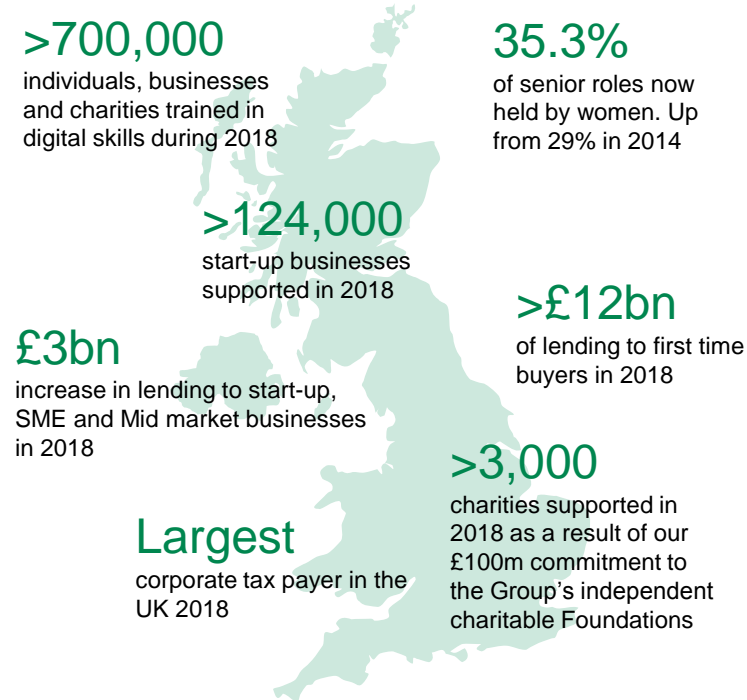 >700,000
individuals, businesses
and charities trained in
digital skills during 2018
35.3%
of senior roles now
held by women. Up
from 29% in 2014
>124,000
start-up businesses
supported in 2018
>£12bn
of lending to first time
buyers in 2018
£3bn
increase in lending to start-up,
SME and Mid market businesses
in 2018
>3,000
charities supported in
2018 as a result of our
£100m commitment to
the Group's independent
charitable Foundations
Largest
corporate tax payer in the
UK 2018